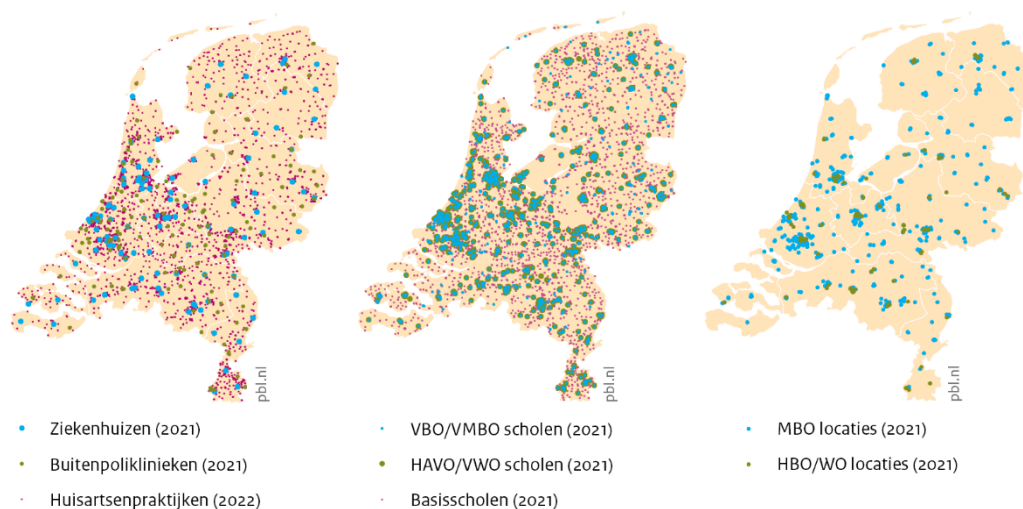 pbl.nl
pbl.nl
pbl.nl
Ziekenhuizen (2021)
Buitenpoliklinieken (2021)
Huisartsenpraktijken (2022)
VBO/VMBO scholen (2021)
HAVO/VWO scholen (2021)
Basisscholen (2021)
MBO locaties (2021)
HBO/WO locaties (2021)